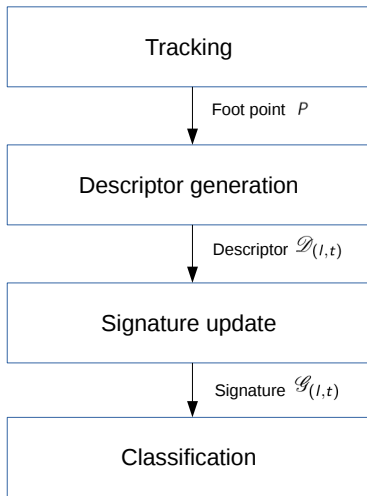 Tracking
Foot point P
Descriptor generation
Descriptor 𝒟(l,t)
Signature update
Signature 𝒢(l,t)
Classification